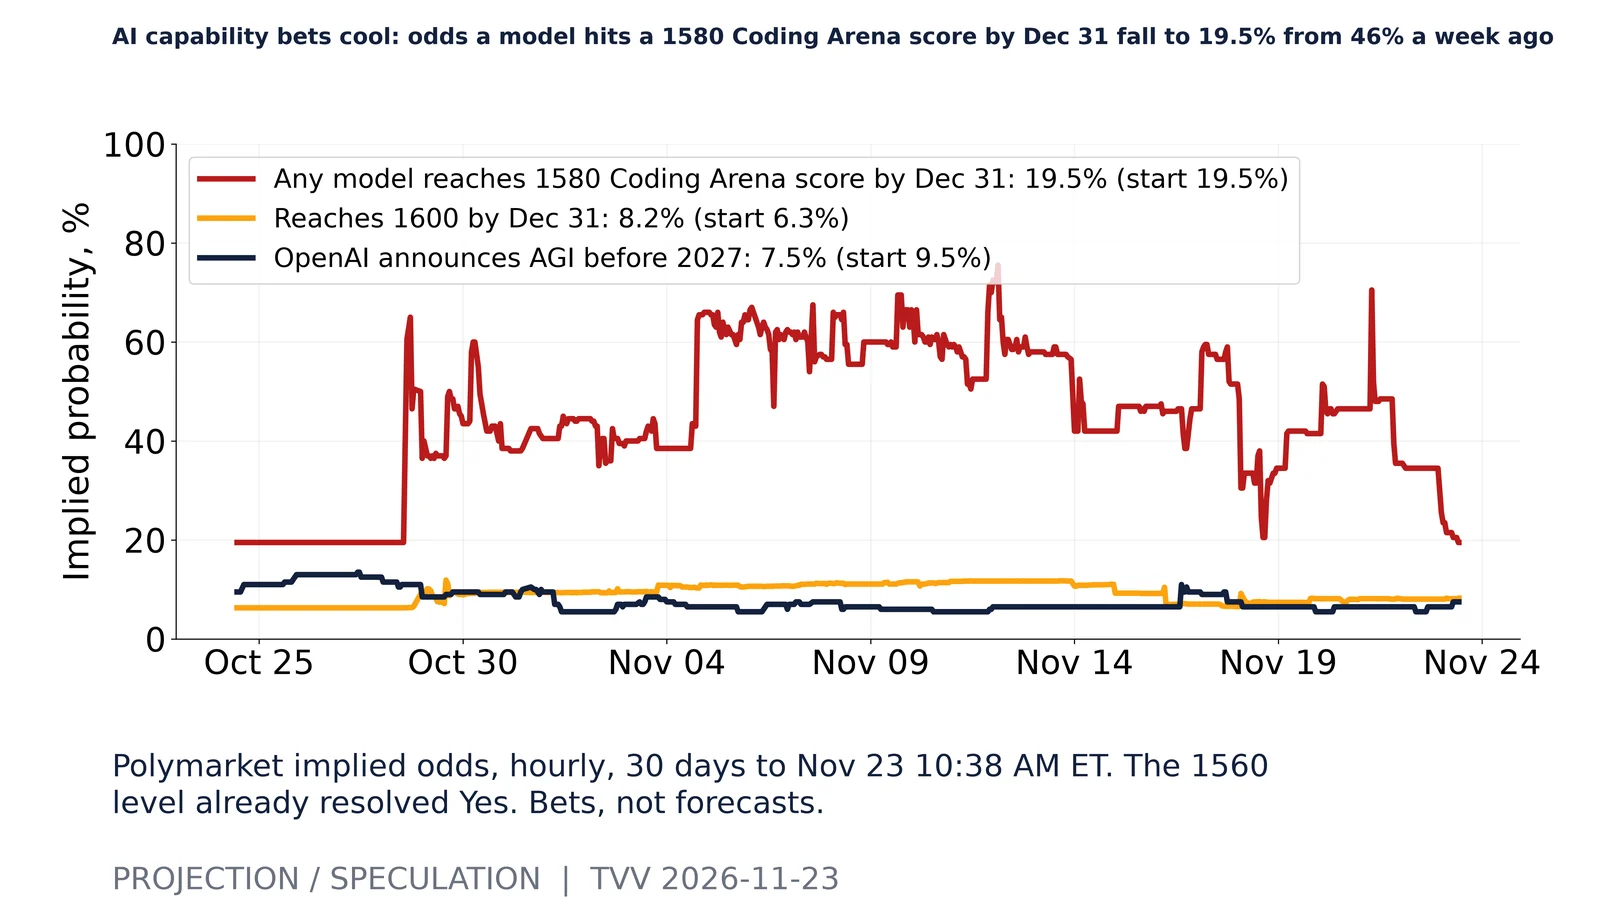 AI capability bets cool: odds a model hits a 1580 Coding Arena score by Dec 31 fall to 19.5% from 46% a week ago
Implied probability, %
100
80
60
40
20
0
Any model reaches 1580 Coding Arena score by Dec 31: 19.5% (start 19.5%)
Reaches 1600 by Dec 31: 8.2% (start 6.3%)
OpenAI announces AGI before 2027: 7.5% (start 9.5%)
Oct 25 Oct 30 Nov 04 Nov 09 Nov 14 Nov 19 Nov 24
Polymarket implied odds, hourly, 30 days to Nov 23 10:38 AM ET. The 1560
level already resolved Yes. Bets, not forecasts.
PROJECTION / SPECULATION | TVV 2026-11-23